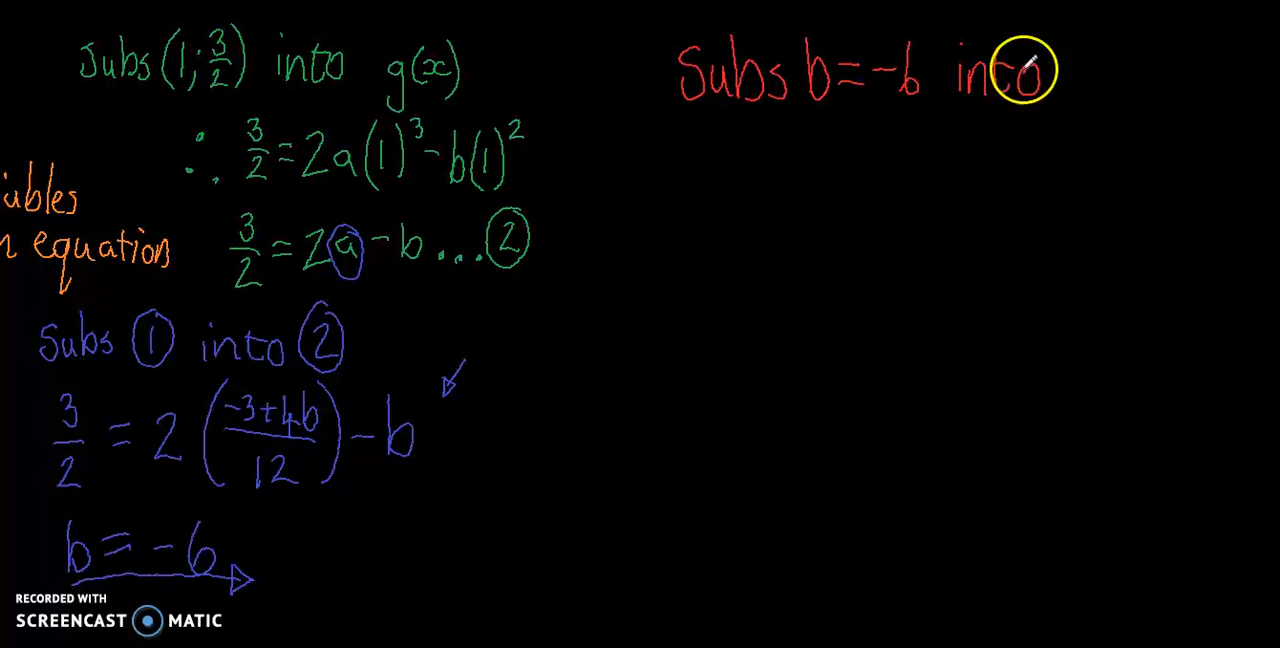 Subs (1; 3/2) into g(x)
∴ 3/2 = 2a(1)^3 - b(1)^2
3/2 = 2a - b ... ②
equation
Subs ① into ②
3/2 = 2((-3+4b)/12) - b
b = -6
Subs b = -6 into
RECORDED WITH
SCREENCAST MATIC